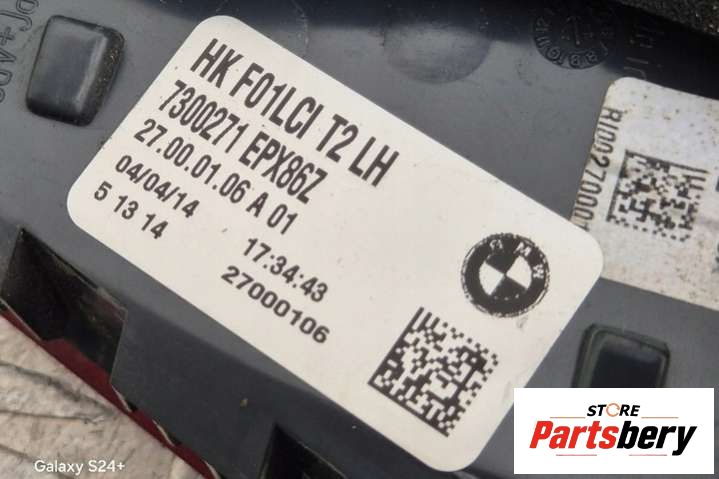 HK F01LCI T2 LH
7300271 EPX86Z
27.00.01.06 A 01
04/04/14 17:34:43
5 13 14 27000106
BMW
STORE
Partsbery
Galaxy S24+